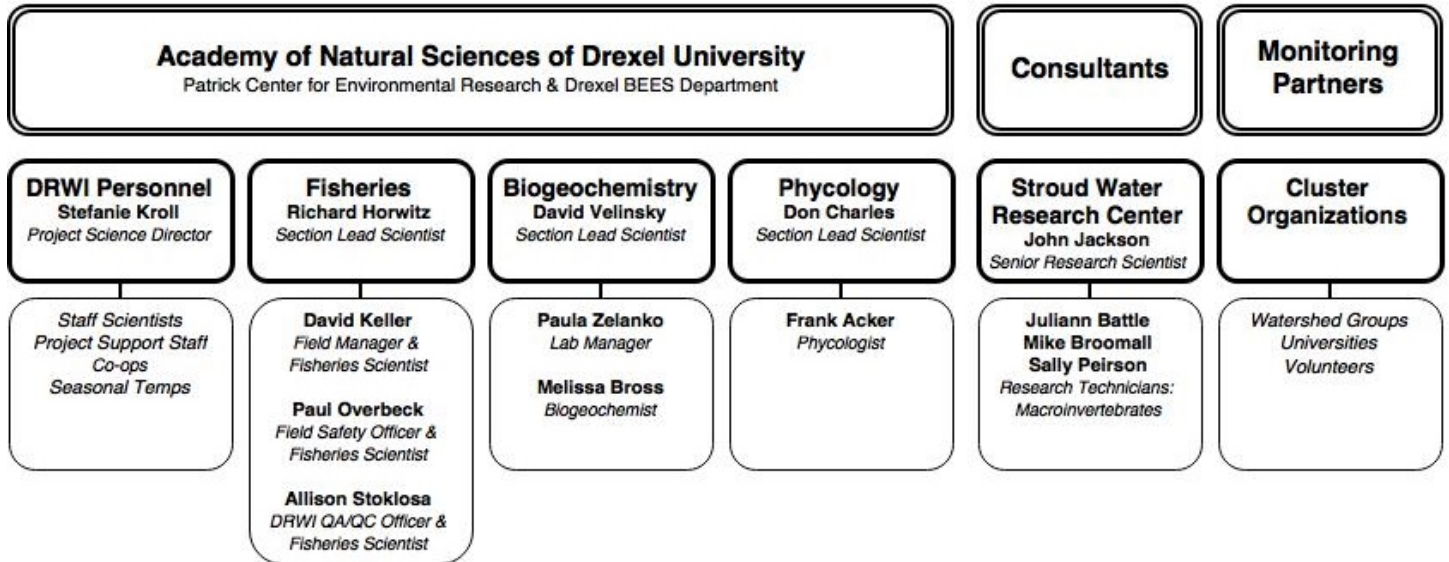 Academy of Natural Sciences of Drexel University
Patrick Center for Environmental Research & Drexel BEES Department
Consultants
Monitoring
Partners
DRWI Personnel
Stefanie Kroll
Project Science Director
Fisheries
Richard Horwitz
Section Lead Scientist
Biogeochemistry
David Velinsky
Section Lead Scientist
Phycology
Don Charles
Section Lead Scientist
Stroud Water
Research Center
John Jackson
Senior Research Scientist
Cluster
Organizations
Staff Scientists
Project Support Staff
Co-ops
Seasonal Temps
David Keller
Field Manager &
Fisheries Scientist
Paul Overbeck
Field Safety Officer &
Fisheries Scientist
Allison Stoklosa
DRWI QA/QC Officer &
Fisheries Scientist
Paula Zelanko
Lab Manager
Melissa Bross
Biogeochemist
Frank Acker
Phycologist
Juliann Battle
Mike Broomall
Sally Peirson
Research Technicians:
Macroinvertebrates
Watershed Groups
Universities
Volunteers